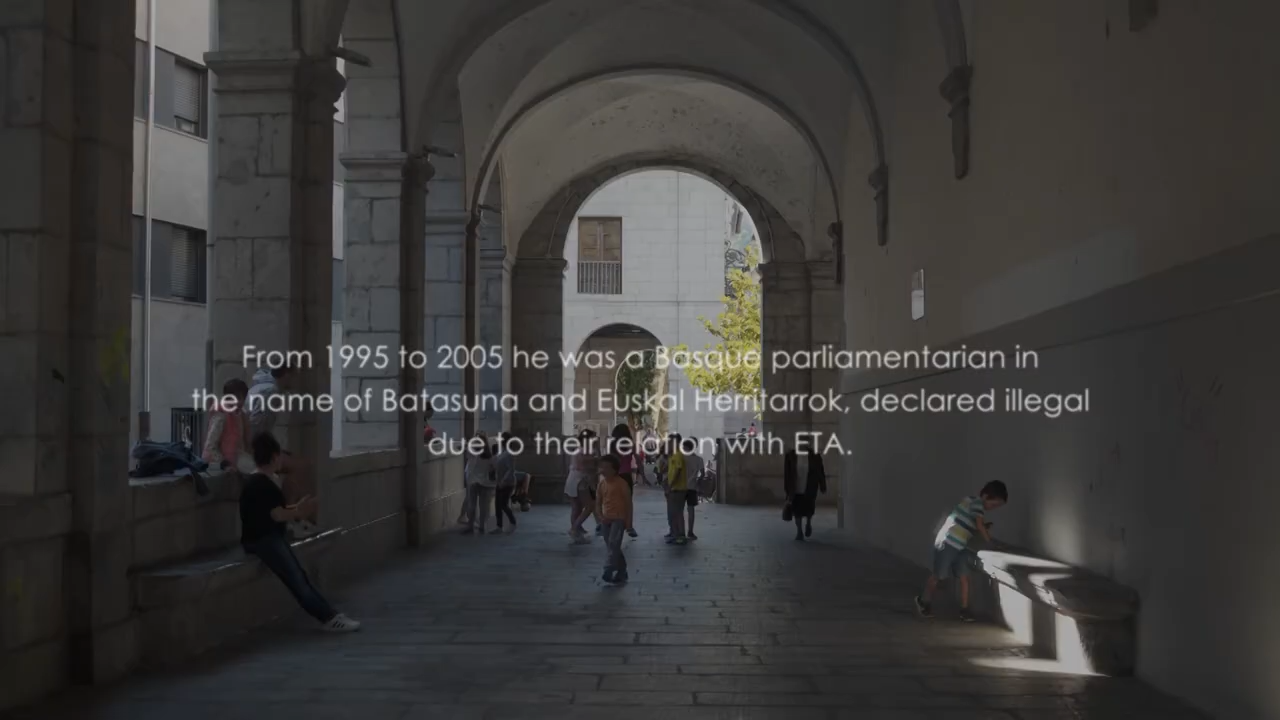 From 1995 to 2005 he was a Basque parliamentarian in
the name of Batasuna and Euskal Herritarrok, declared illegal
due to their relation with ETA.